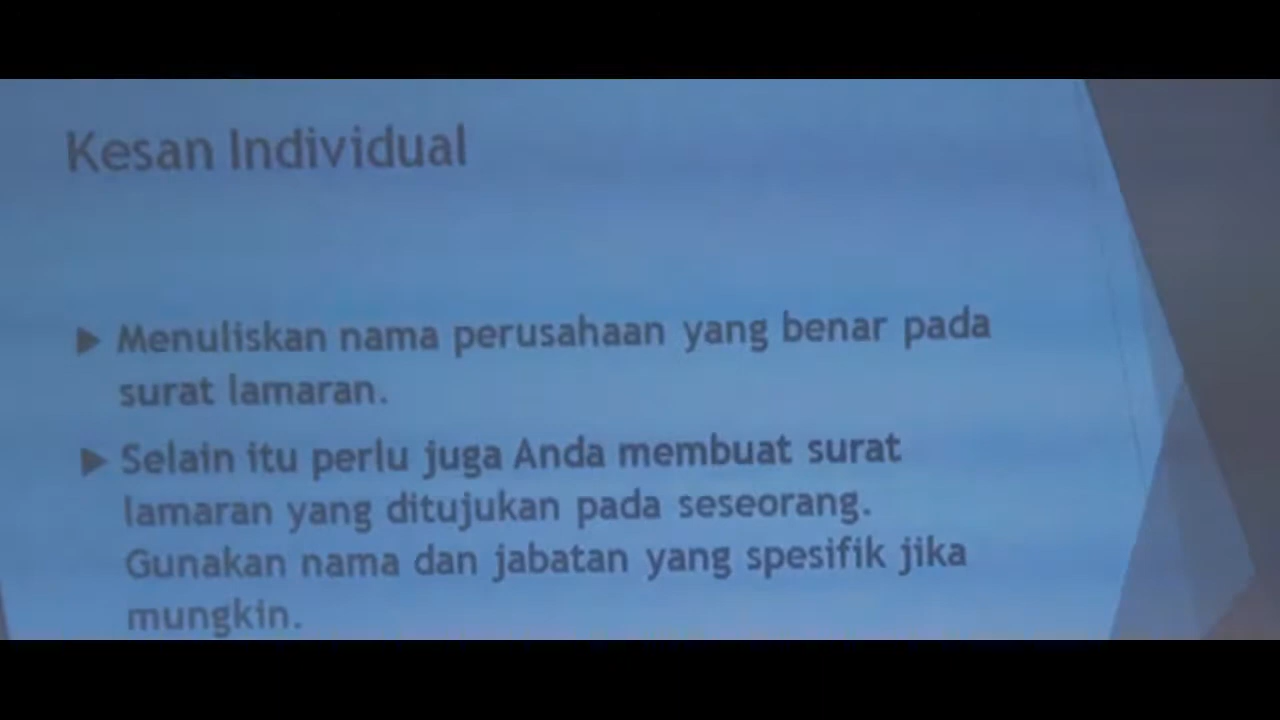 Kesan Individual
Menuliskan nama perusahaan yang benar pada
surat lamaran.
Selain itu perlu juga Anda membuat surat
lamaran yang ditujukan pada seseorang.
Gunakan nama dan jabatan yang spesifik jika
mungkin.